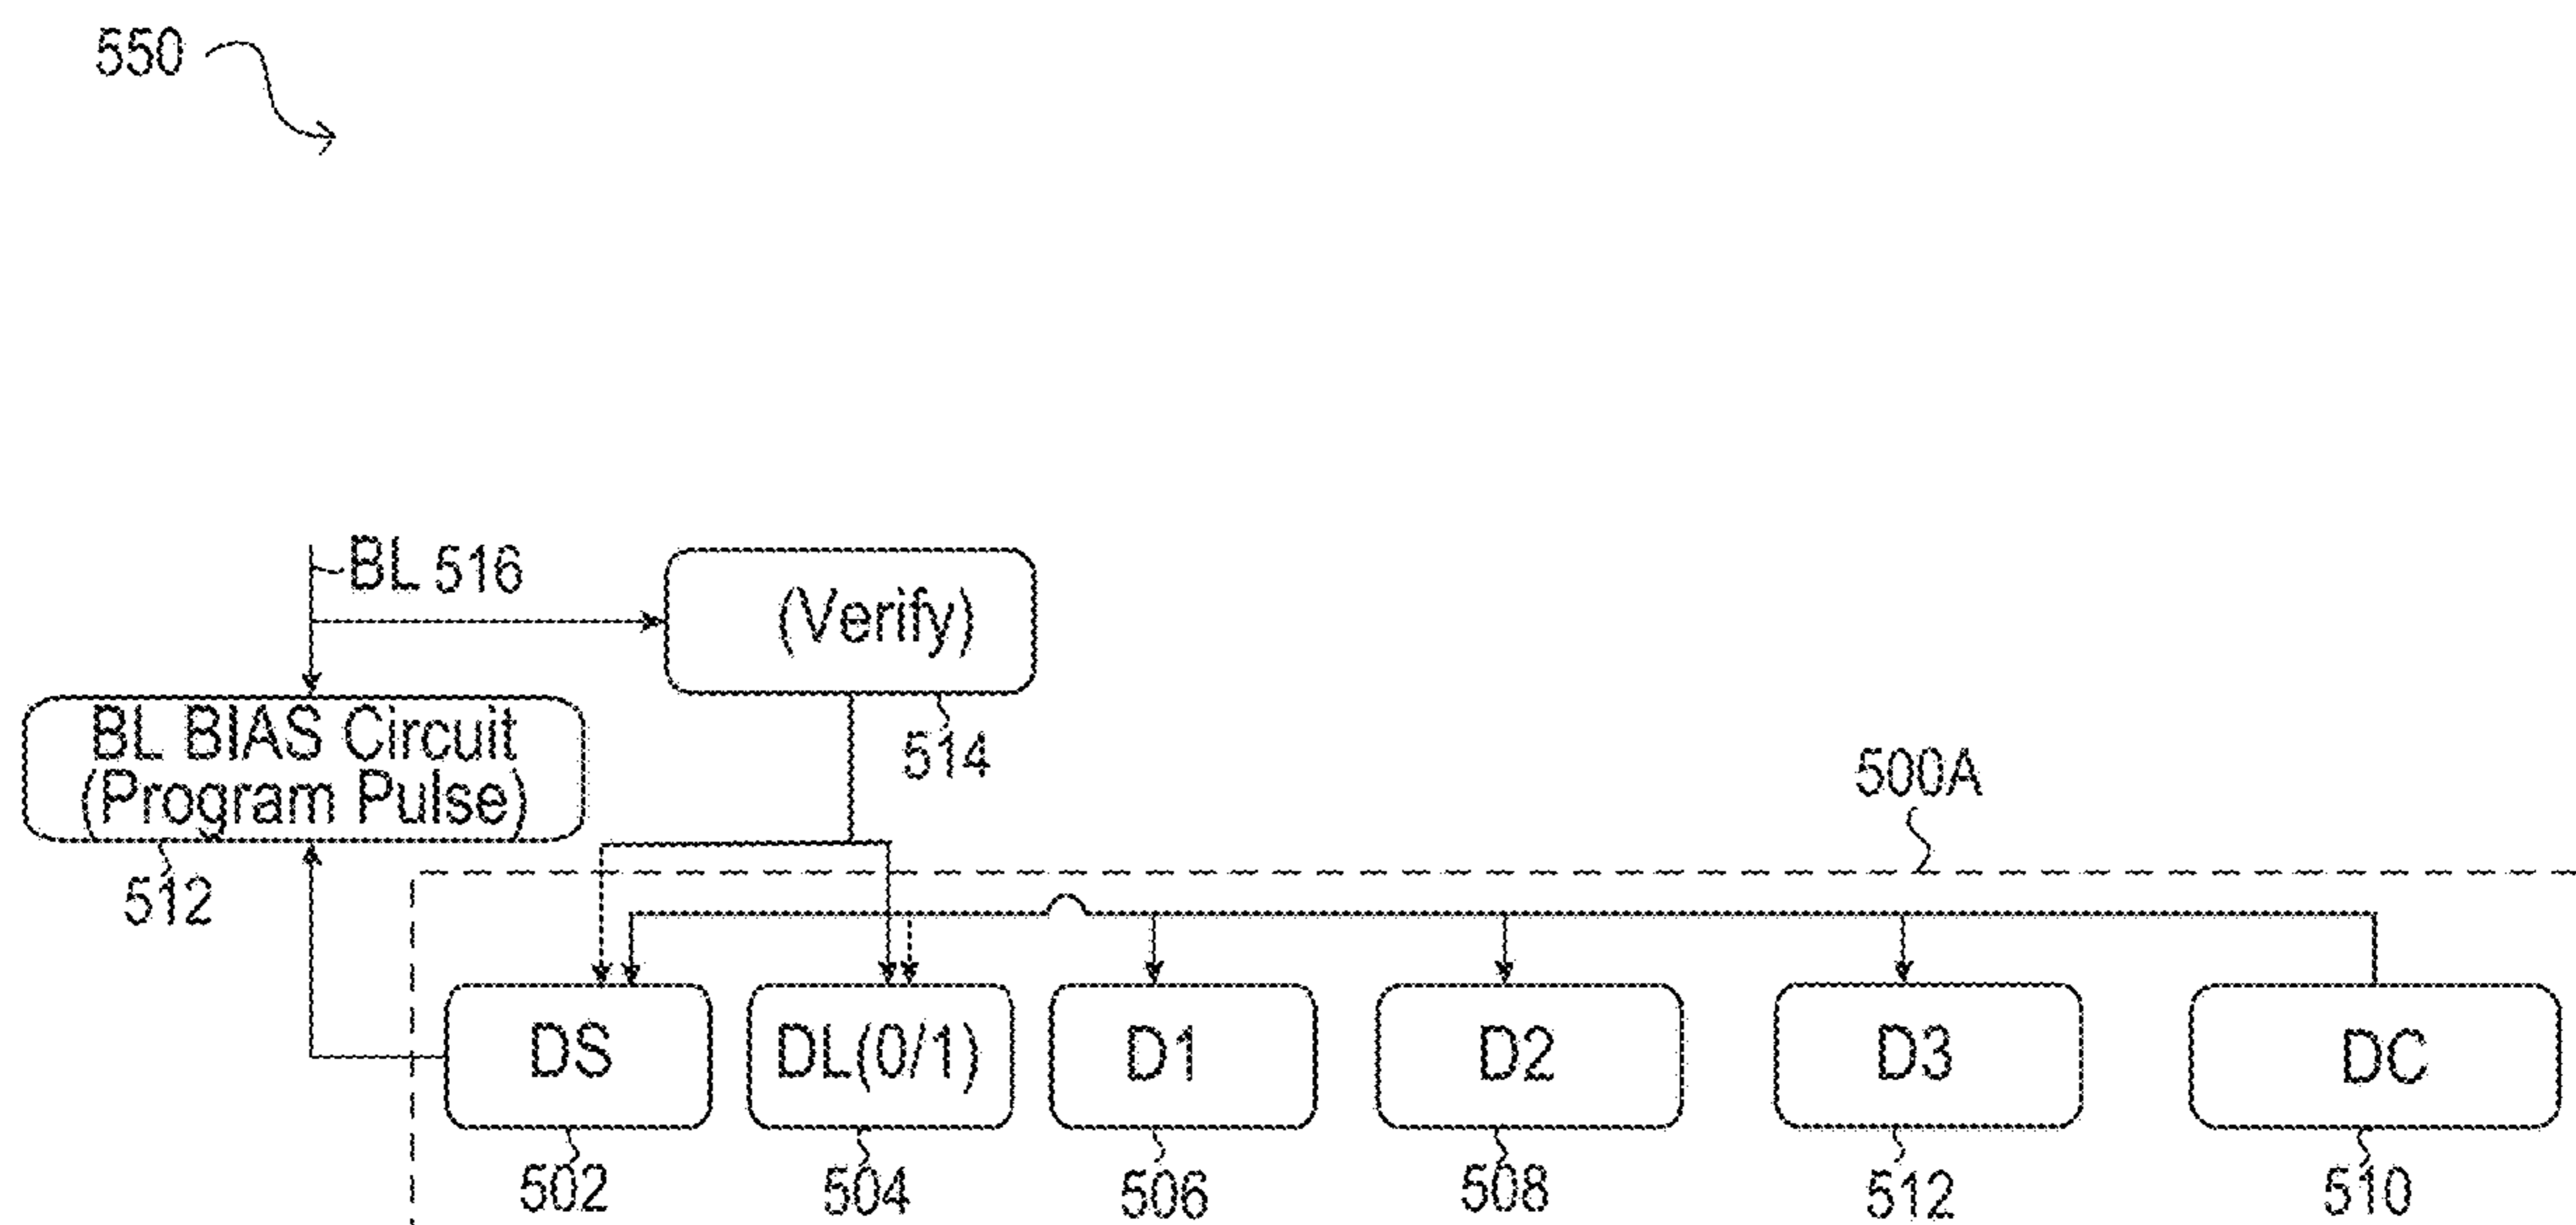 550
BL 516
(Verify)
BL BIAS Circuit
(Program Pulse)
514
500A
512
DS
DL(0/1)
D1
D2
D3
DC
502
504
506
508
512
510